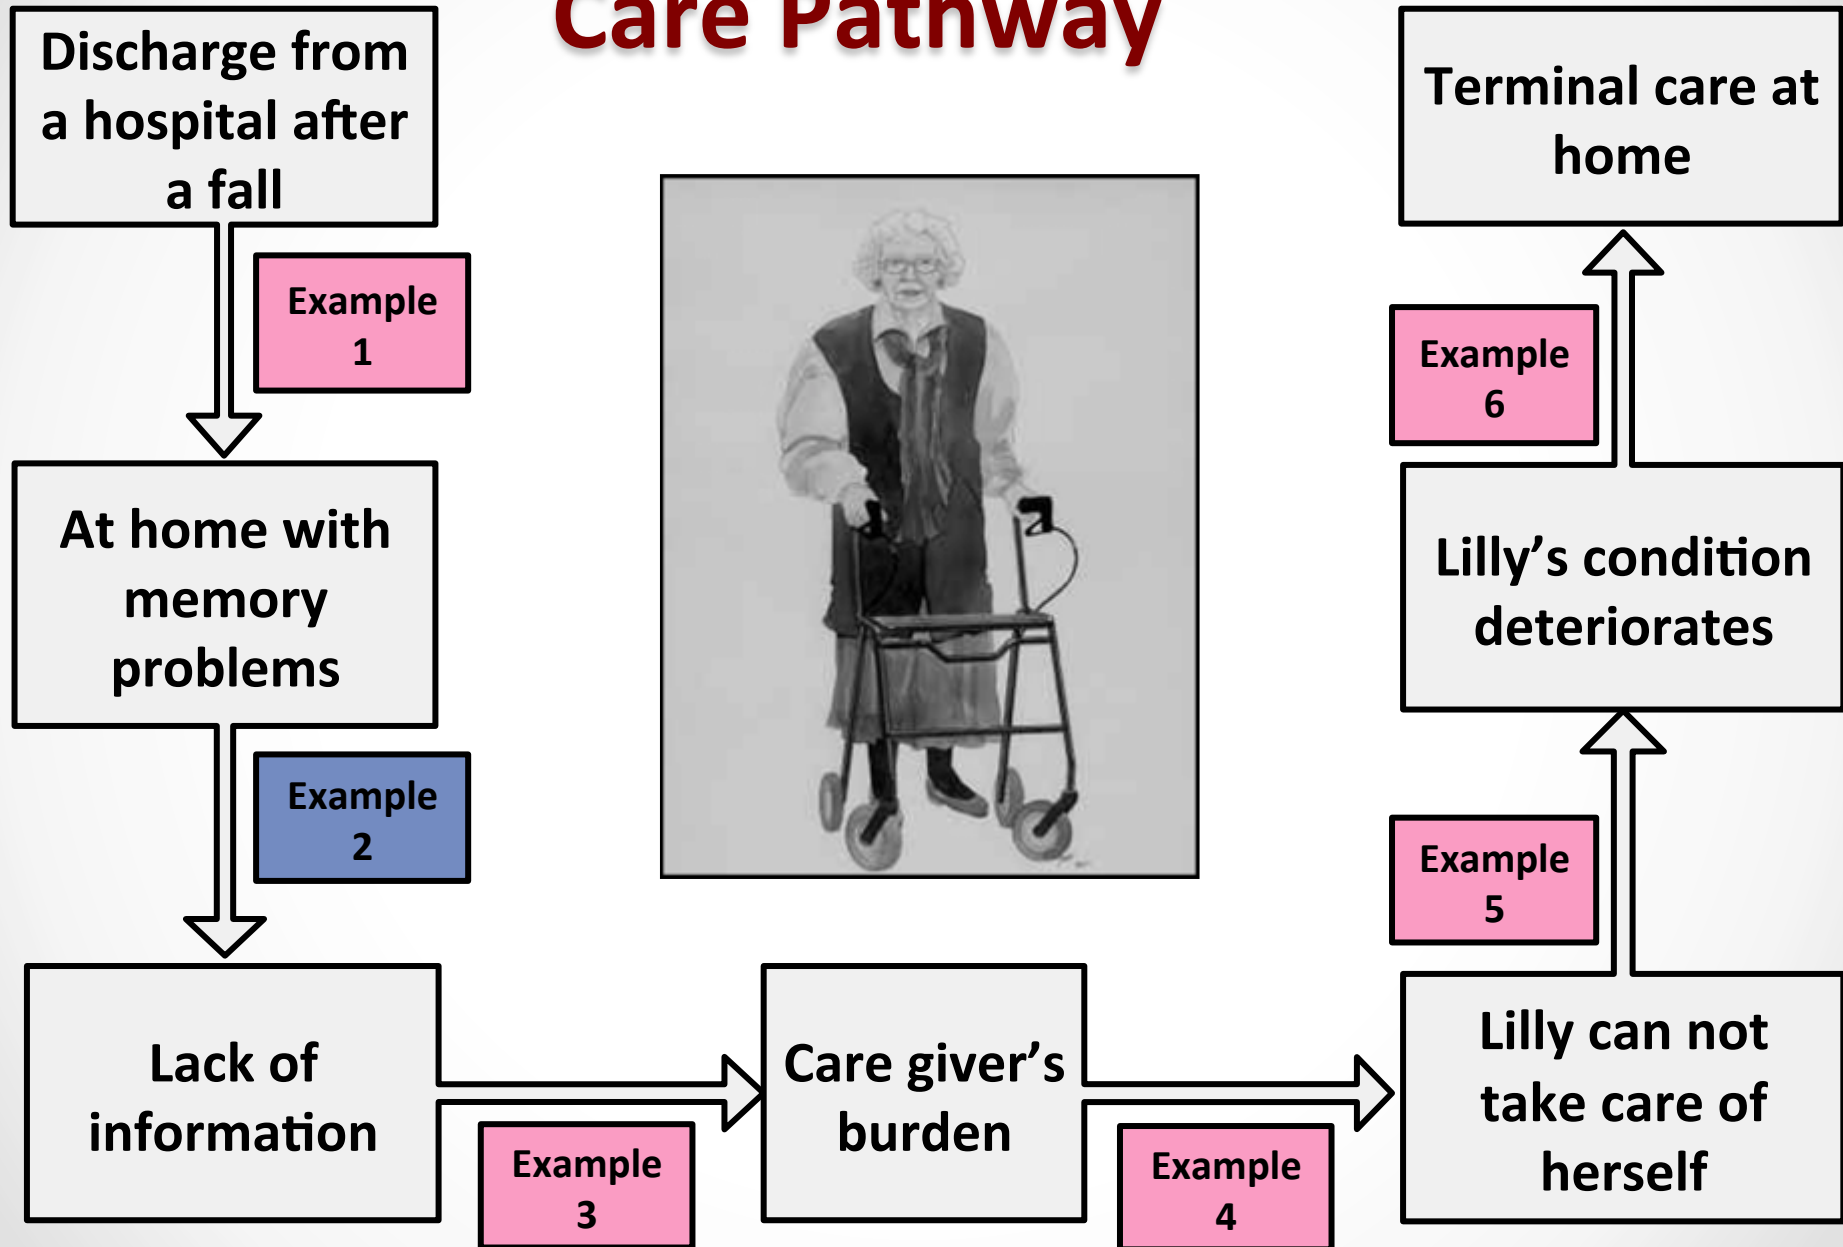 Care Pathway
Discharge from
a hospital after
a fall
Example
1
At home with
memory
problems
Example
2
Lack of
information
Example
3
Care giver’s
burden
Example
4
Lilly can not
take care of
herself
Example
5
Lilly’s condition
deteriorates
Example
6
Terminal care at
home